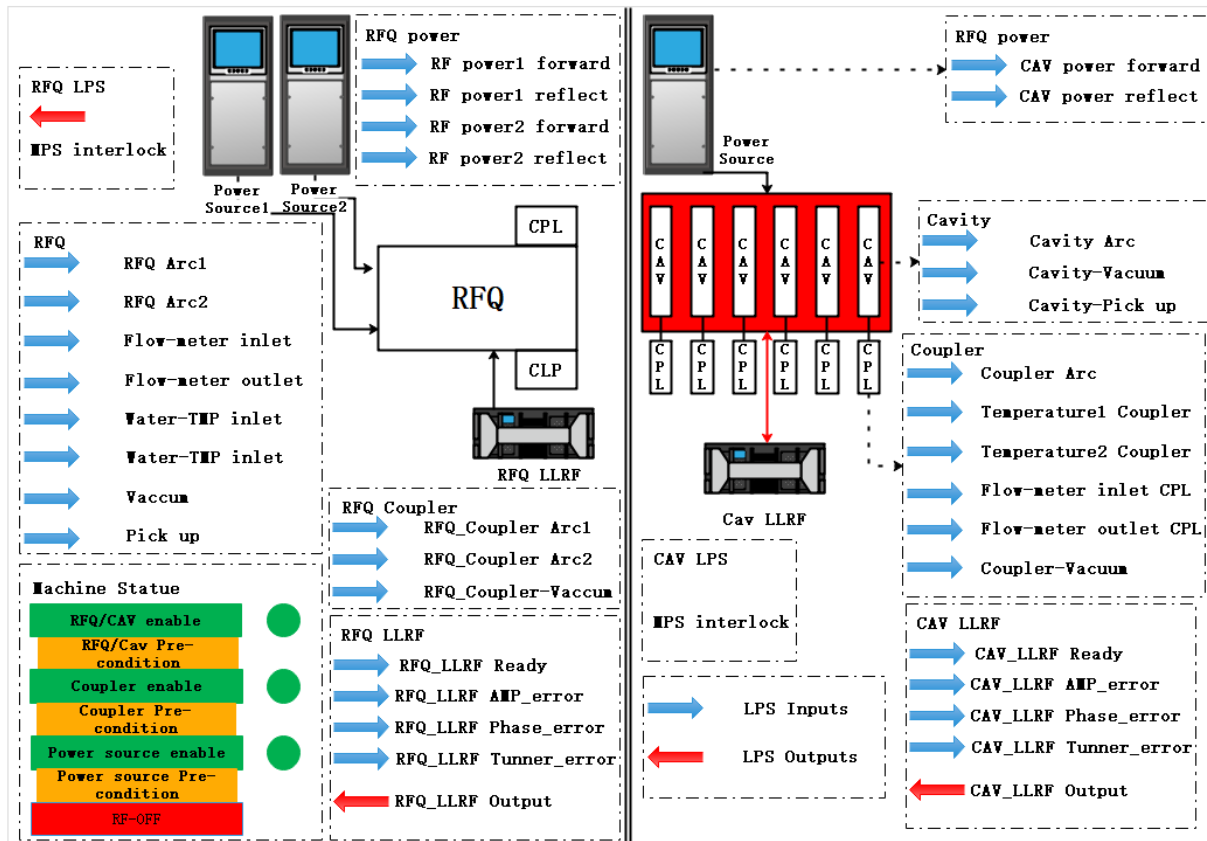 RFQ LPS
MPS interlock
Power
Source1
Power
Source2
RFQ power
RF power1 forward
RF power1 reflect
RF power2 forward
RF power2 reflect
RFQ
RFQ Arc1
RFQ Arc2
Flow-meter inlet
Flow-meter outlet
Water-TMP inlet
Water-TMP inlet
Vaccum
Pick up
CPL
RFQ
CLP
RFQ LLRF
RFQ Coupler
RFQ_Coupler Arc1
RFQ_Coupler Arc2
RFQ_Coupler-Vaccum
Machine Statue
RFQ/CAV enable
RFQ/Cav Pre-
condition
Coupler enable
Coupler Pre-
condition
Power source enable
Power source Pre-
condition
RF-OFF
RFQ LLRF
RFQ_LLRF Ready
RFQ_LLRF AMP_error
RFQ_LLRF Phase_error
RFQ_LLRF Tunner_error
RFQ_LLRF Output
Power
Source
RFQ power
CAV power forward
CAV power reflect
CAV
CAV
CAV
CAV
CAV
CAV
CPL
CPL
CPL
CPL
CPL
CPL
Cav LLRF
Cavity
Cavity Arc
Cavity-Vacuum
Cavity-Pick up
Coupler
Coupler Arc
Temperature1 Coupler
Temperature2 Coupler
Flow-meter inlet CPL
Flow-meter outlet CPL
Coupler-Vacuum
CAV LPS
MPS interlock
LPS Inputs
LPS Outputs
CAV LLRF
CAV_LLRF Ready
CAV_LLRF AMP_error
CAV_LLRF Phase_error
CAV_LLRF Tunner_error
CAV_LLRF Output